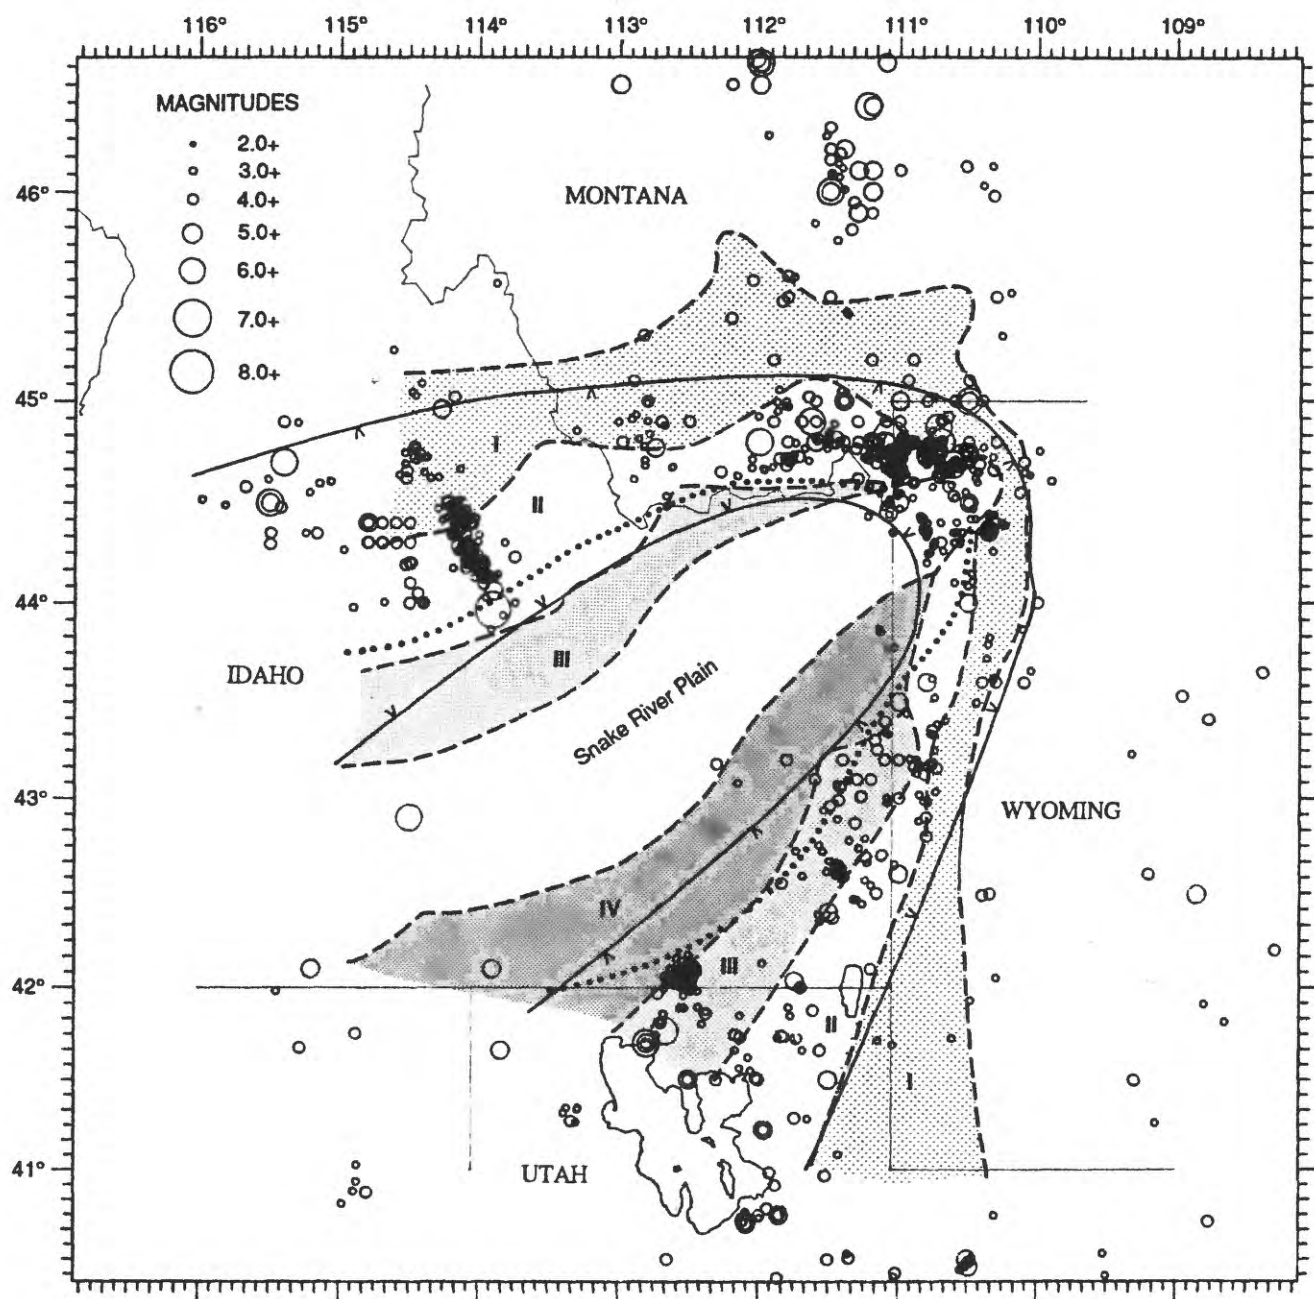 116° 115° 114° 113° 112° 111° 110° 109°
MAGNITUDES
2.0+
3.0+
4.0+
5.0+
6.0+
7.0+
8.0+
46°
MONTANA
45°
I
II
44°
IDAHO
III
Snake River Plain
43°
WYOMING
IV
III
42°
II
I
41°
UTAH